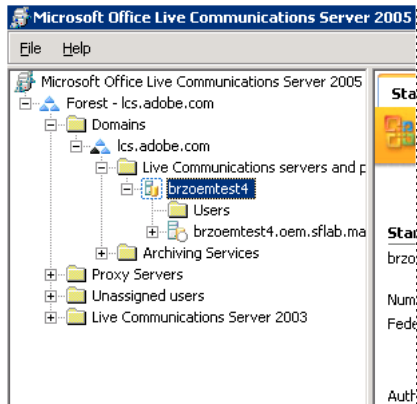 Microsoft Office Live Communications Server 2005
File Help
Microsoft Office Live Communications Server 2005
Forest - lcs.adobe.com
Domains
lcs.adobe.com
Live Communications servers and p
brzoemtest4
Users
brzoemtest4.oem.sflab.ma
Archiving Services
Proxy Servers
Unassigned users
Live Communications Server 2003
Sta
Sta
brzo
Num
Fede
Auth